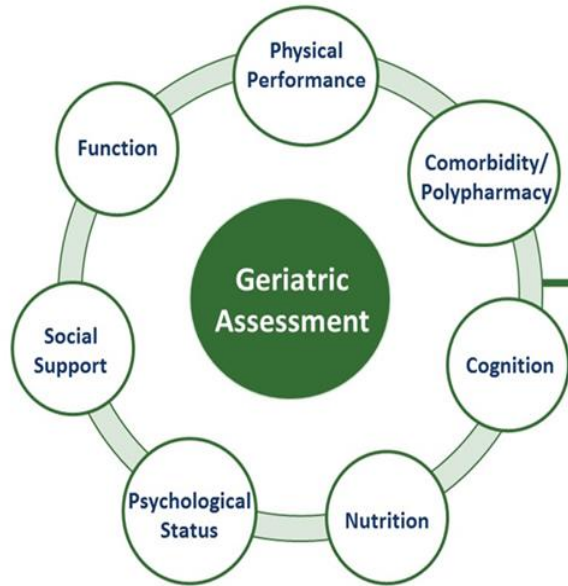 Physical
Performance
Comorbidity/
Polypharmacy
Cognition
Nutrition
Psychological
Status
Social
Support
Function
Geriatric
Assessment